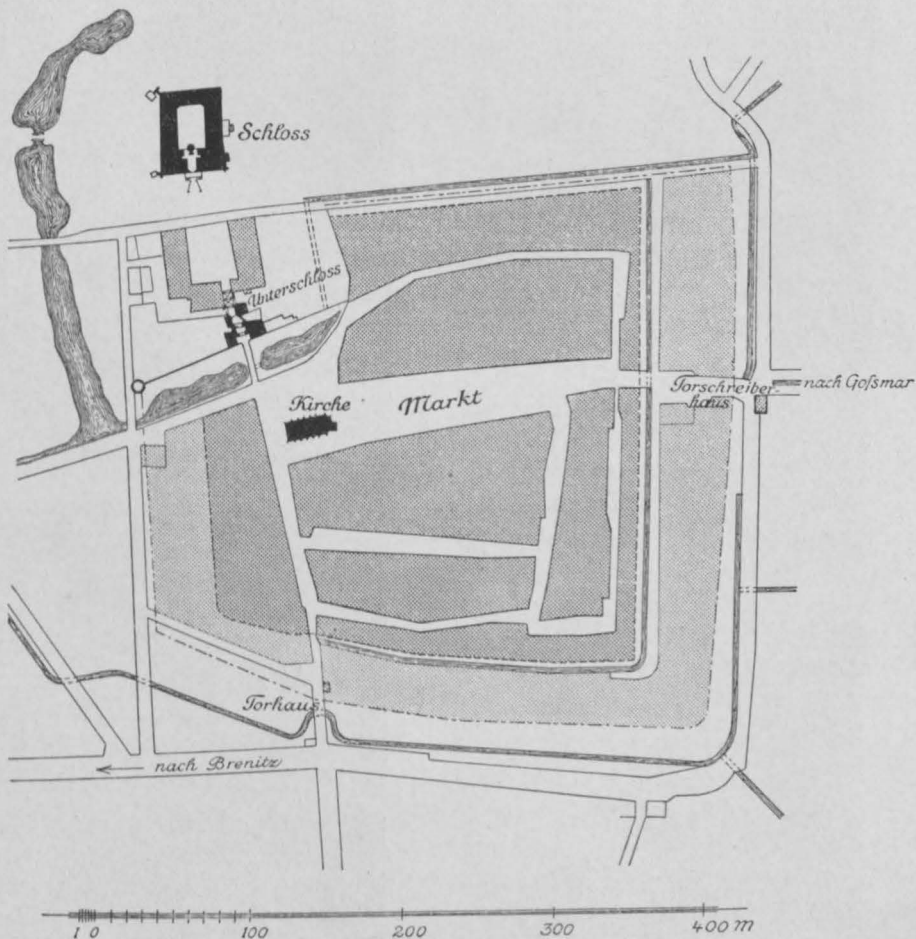 Schloss
Unterschloss
Kirche
Markt
Torschreiber-
haus
nach Goſsmar
Torhaus
nach Brenitz
1 0 100 200 300 400 m